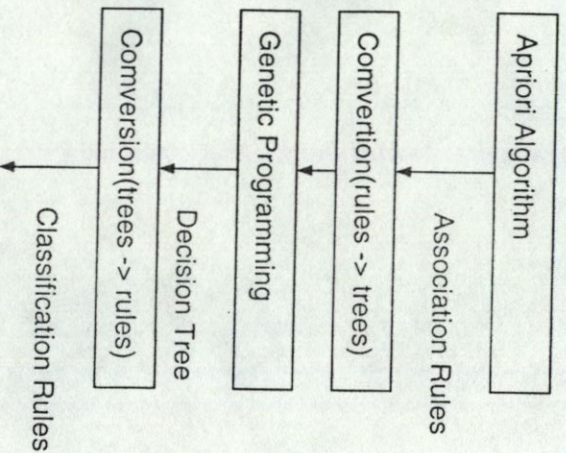 Apriori Algorithm
Association Rules
Comvertion(rules -> trees)
Genetic Programming
Decision Tree
Comversion(trees -> rules)
Classification Rules